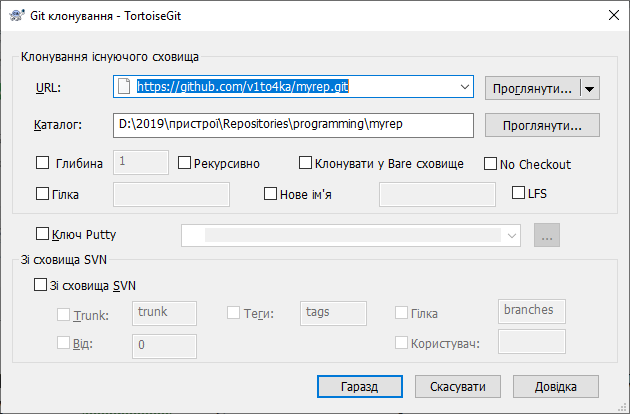 Git клонування - TortoiseGit
Клонування існуючого сховища
URL: https://github.com/v1to4ka/myrep.git Проглянути...
Каталог: D:\2019\пристрої\Repositories\programming\myrep Проглянути...
Глибина 1 Рекурсивно Клонувати у Bare сховище No Checkout
Гілка Нове ім'я LFS
Ключ Putty ...
Зі сховища SVN
Зі сховища SVN
Trunk: trunk Теги: tags Гілка branches
Від: 0 Користувач:
Гаразд Скасувати Довідка